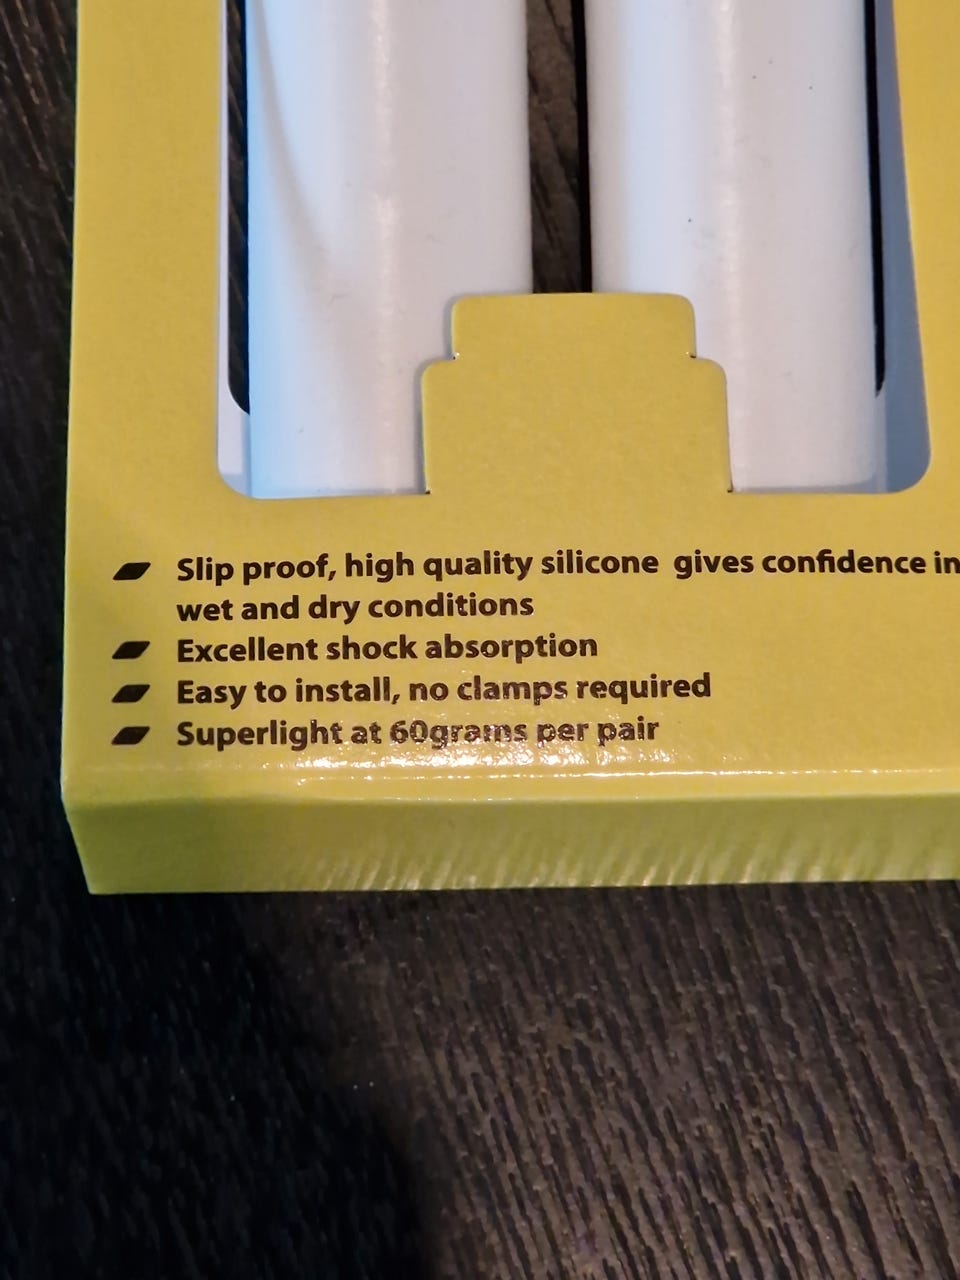 Slip proof, high quality silicone gives confidence in
wet and dry conditions
Excellent shock absorption
Easy to install, no clamps required
Superlight at 60grams per pair